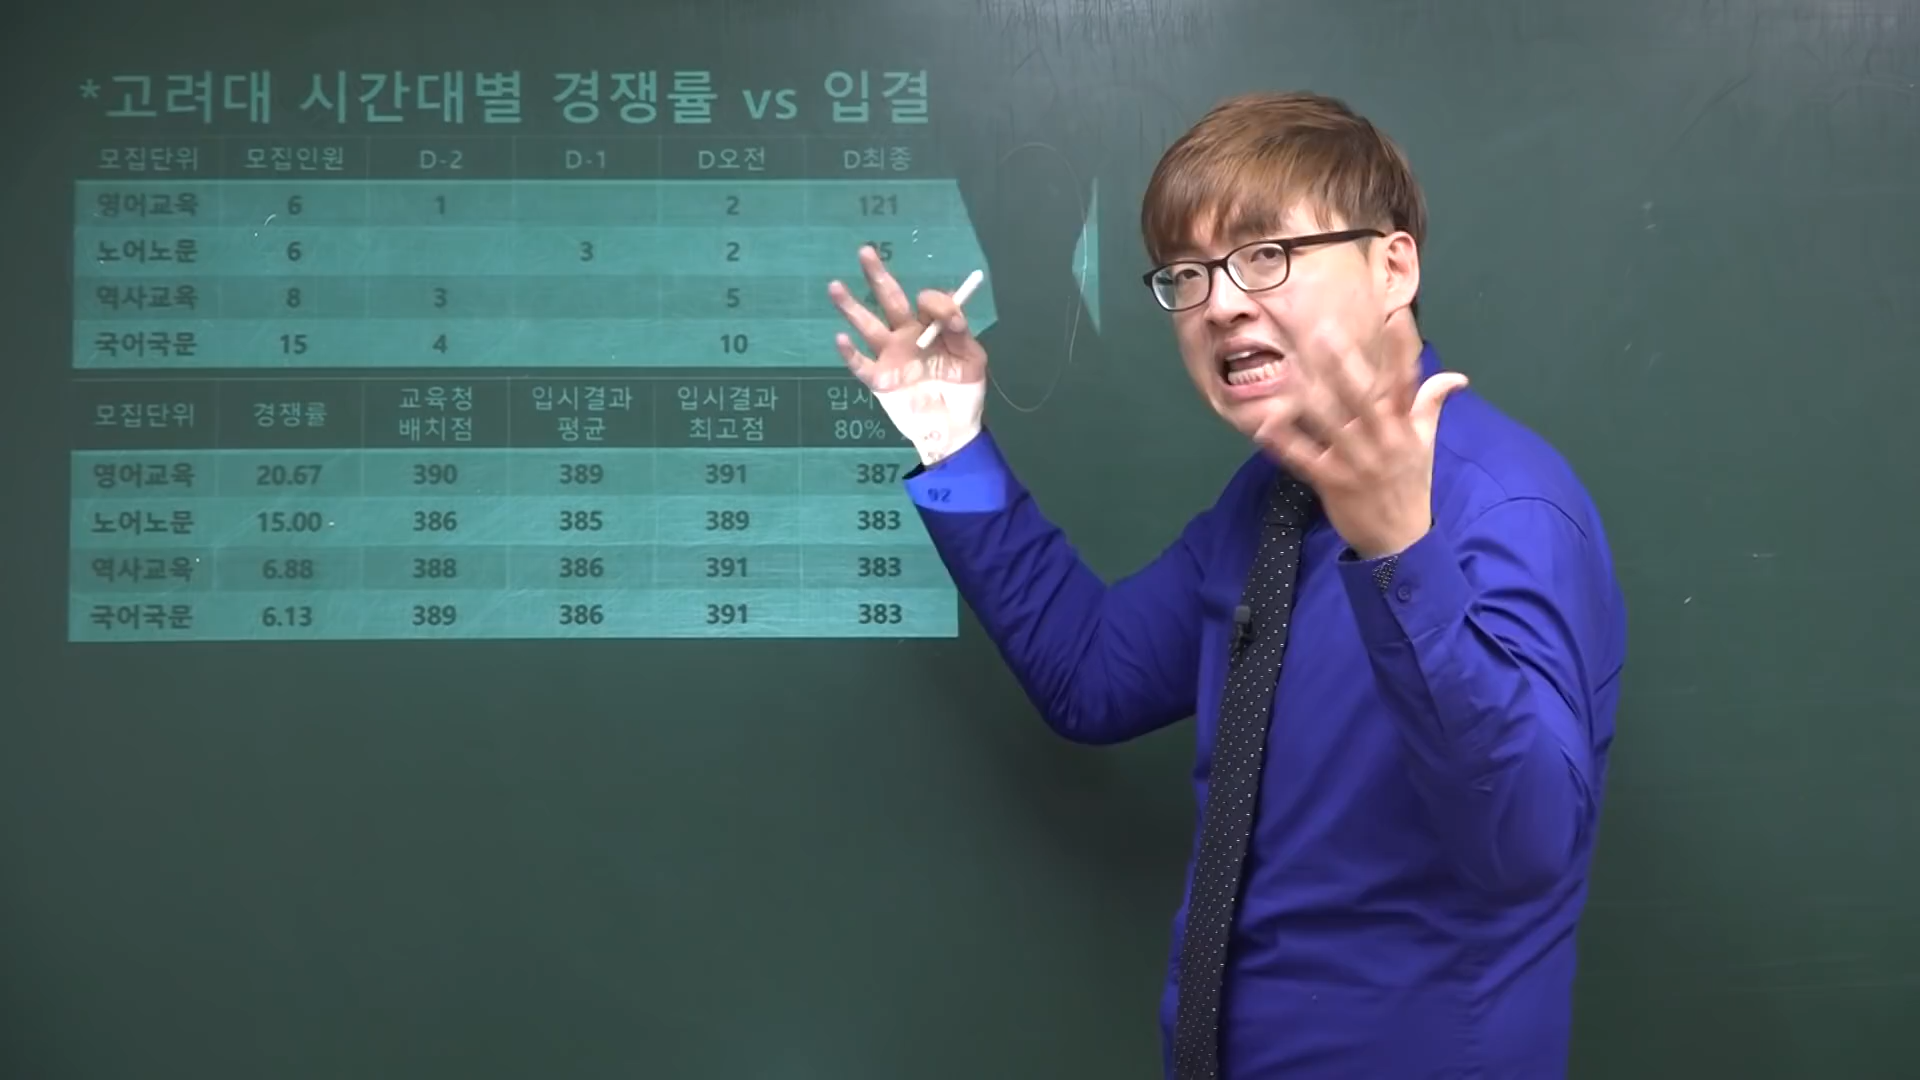 *고려대 시간대별 경쟁률 vs 입결
모집단위 모집인원 D-2 D-1 D오전 D최종
영어교육 6 1 2 121
노어노문 6 3 2
역사교육 8 3 5
국어국문 15 4 10
모집단위 경쟁률 교육청 배치점 입시결과 평균 입시결과 최고점 80%
영어교육 20.67 390 389 391 387
노어노문 15.00 386 385 389 383
역사교육 6.88 388 386 391 383
국어국문 6.13 389 386 391 383
92